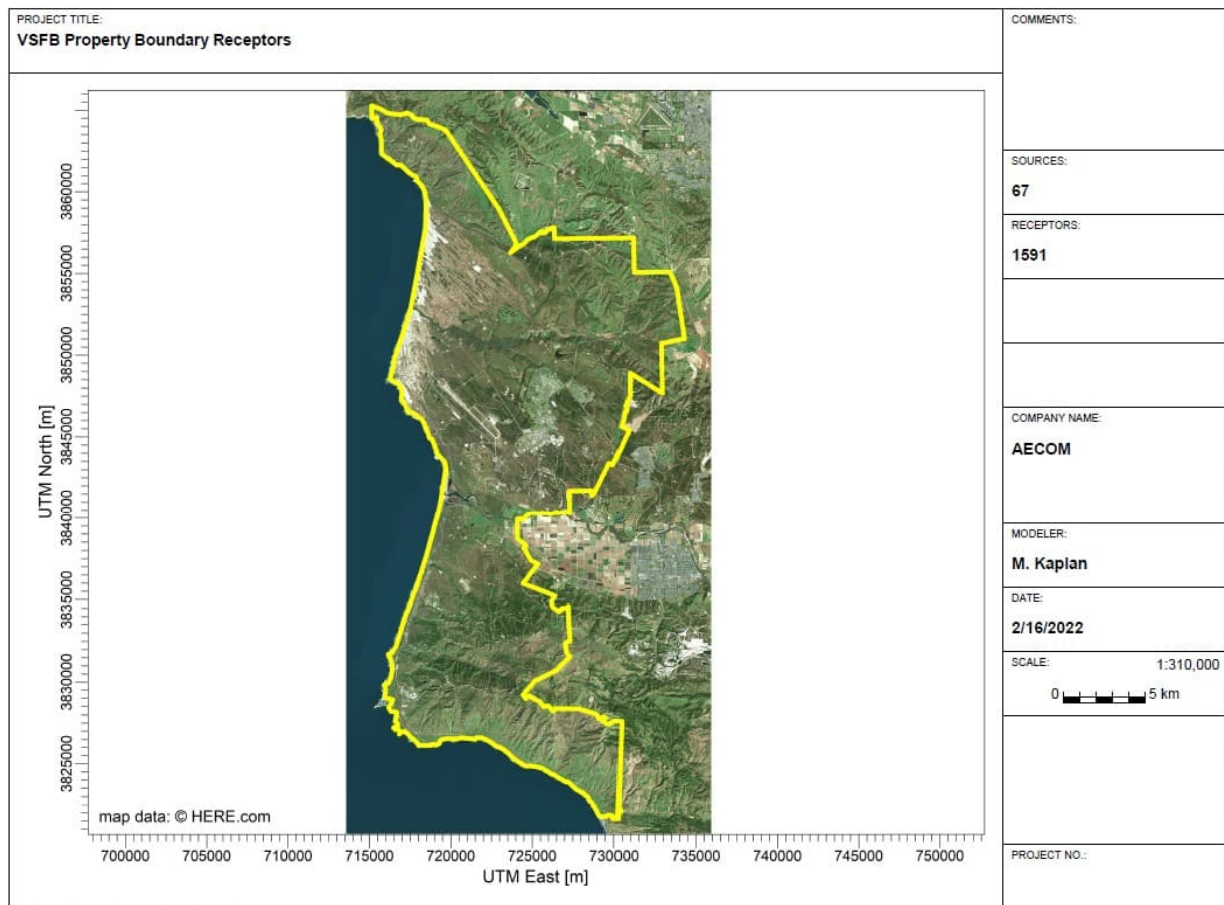 PROJECT TITLE:
VSFB Property Boundary Receptors
COMMENTS:
SOURCES:
67
RECEPTORS:
1591
COMPANY NAME:
AECOM
MODELER:
M. Kaplan
DATE:
2/16/2022
SCALE: 1:310,000
0 5 km
PROJECT NO.:
UTM North [m]
3860000
3855000
3850000
3845000
3840000
3835000
3830000
3825000
map data: © HERE.com
700000 705000 710000 715000 720000 725000 730000 735000 740000 745000 750000
UTM East [m]